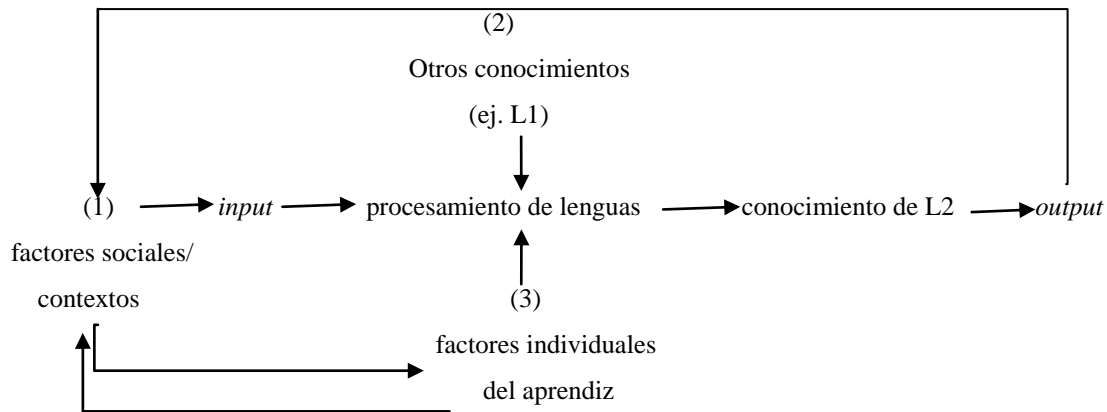 (2)
Otros conocimientos
(ej. L1)
(1) input procesamiento de lenguas conocimiento de L2 output
factores sociales/
contextos
(3)
factores individuales
del aprendiz